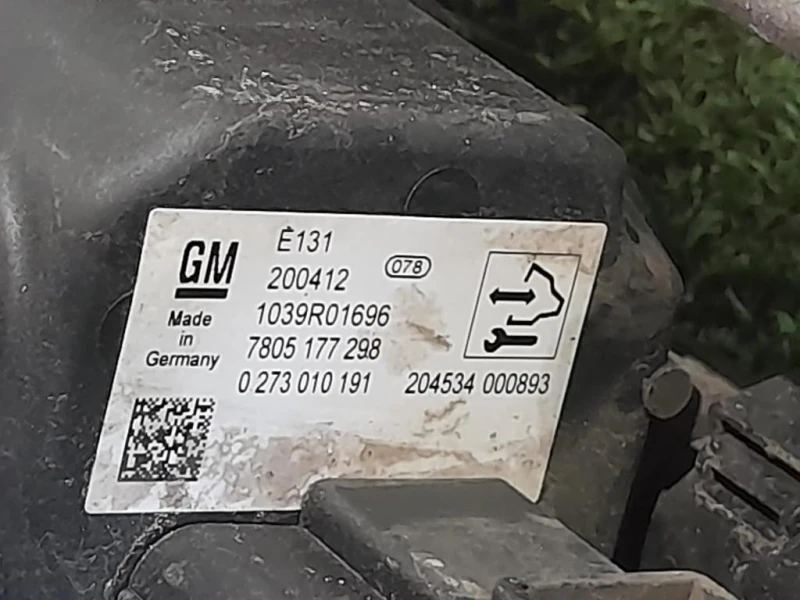 GM
Made
in
Germany
E131
200412 078
1039R01696
7805 177 298
0 273 010 191 204534 000893